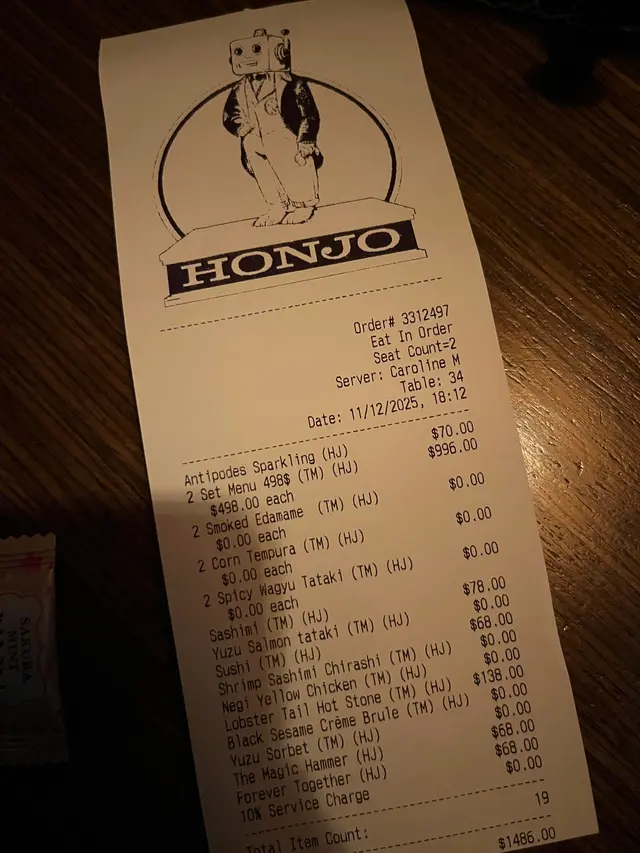 HONJO
Order# 3312497
Eat In Order
Seat Count=2
Server: Caroline M
Table: 34
Date: 11/12/2025, 18:12
Antipodes Sparkling (HJ) $70.00
2 Set Menu 498$ (TM) (HJ) $996.00
$498.00 each
2 Smoked Edamame (TM) (HJ) $0.00
$0.00 each
2 Corn Tempura (TM) (HJ) $0.00
$0.00 each
2 Spicy Wagyu Tataki (TM) (HJ) $0.00
$0.00 each
Sashimi (TM) (HJ) $78.00
Yuzu Salmon tataki (TM) (HJ) $0.00
Sushi (TM) (HJ) $68.00
Shrimp Sashimi Chirashi (TM) (HJ) $0.00
Negi Yellow Chicken (TM) (HJ) $0.00
Lobster Tail Hot Stone (TM) (HJ) $138.00
Black Sesame Crème Brule (TM) (HJ) $0.00
Yuzu Sorbet (TM) (HJ) $0.00
The Magic Hammer (HJ) $68.00
Forever Together (HJ) $68.00
10% Service Charge $0.00
Total Item Count: 19
$1486.00
SAKURA
MINT